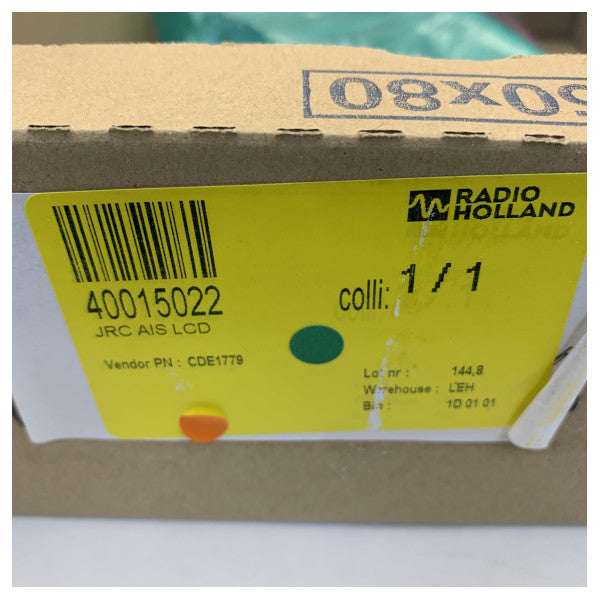 50x80
RADIO
HOLLAND
40015022
JRC AIS LCD
colli: 1 / 1
Vendor PN : CDE1779
Lot nr : 144,8
Warehouse : LEH
Bin : 1D 01 01